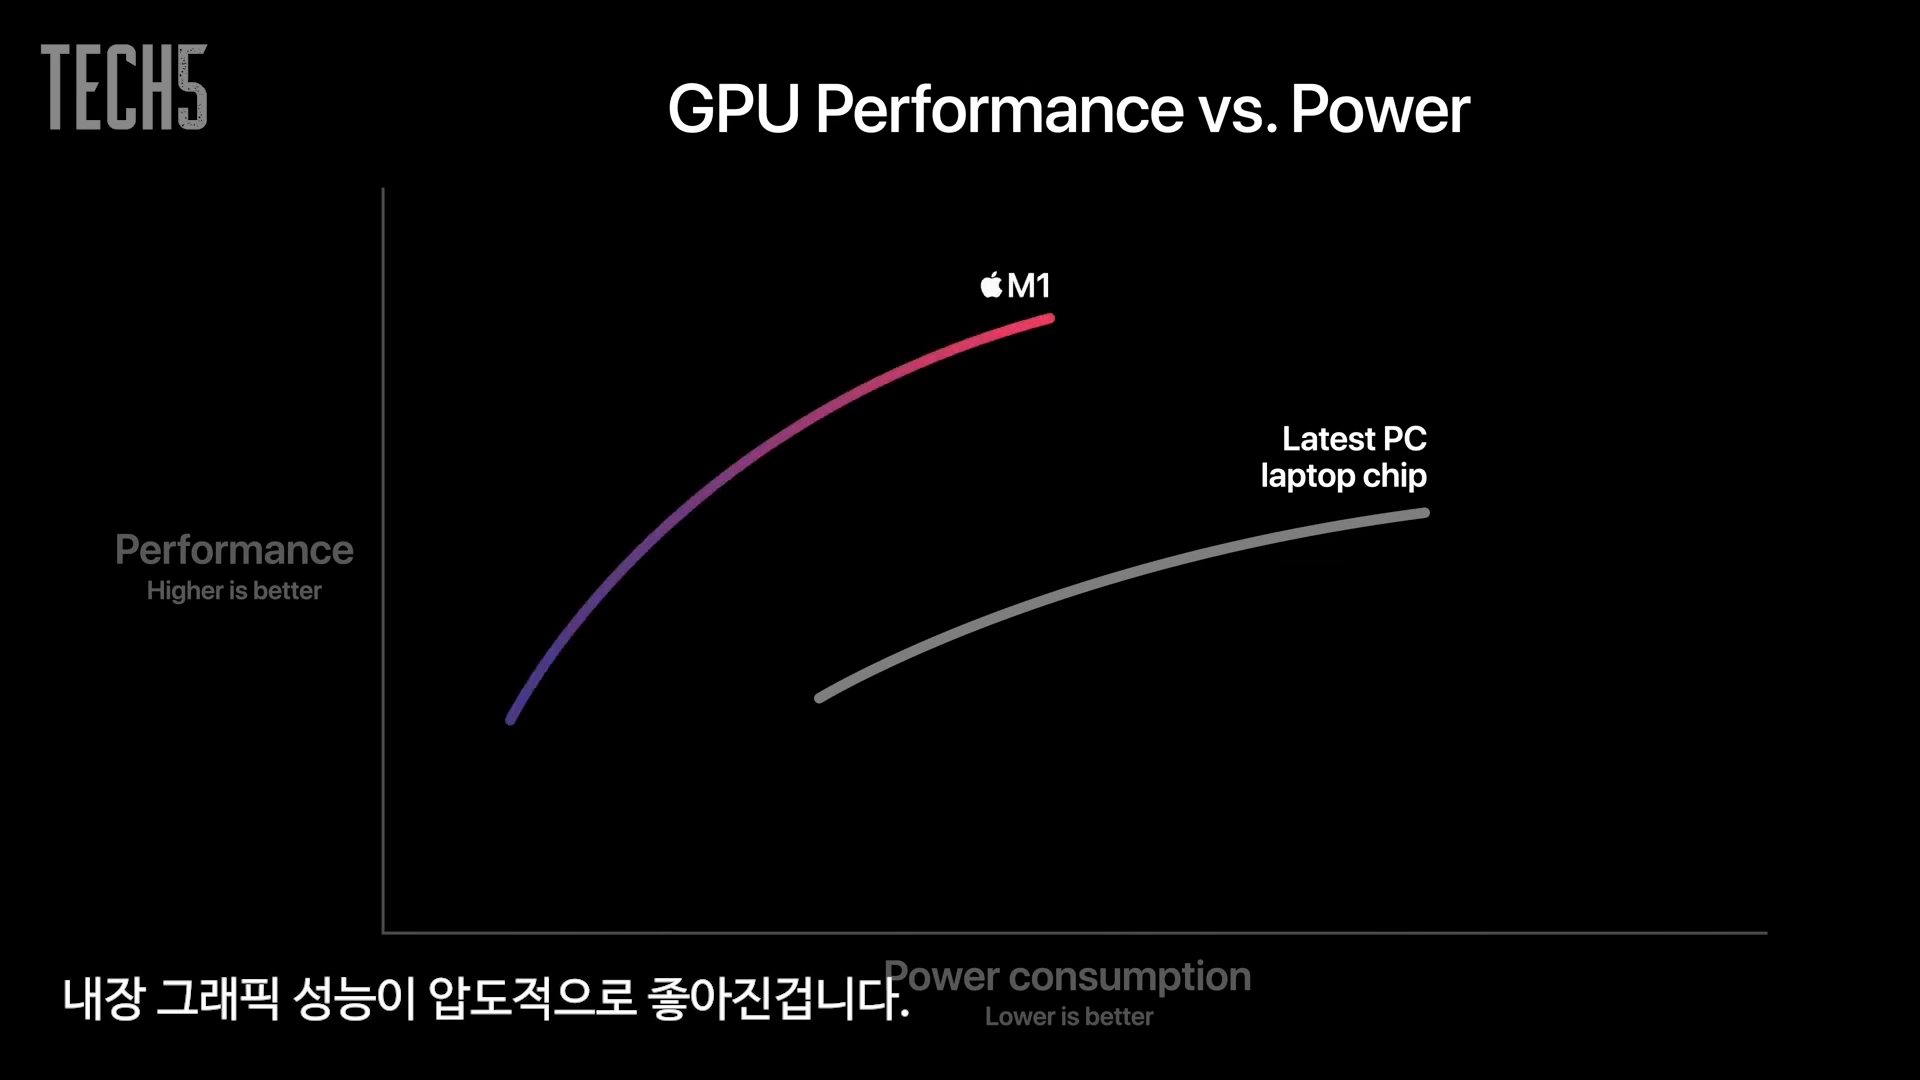 TECH5
GPU Performance vs. Power
M1
Latest PC
laptop chip
Performance
Higher is better
Power consumption
Lower is better
내장 그래픽 성능이 압도적으로 좋아진겁니다.